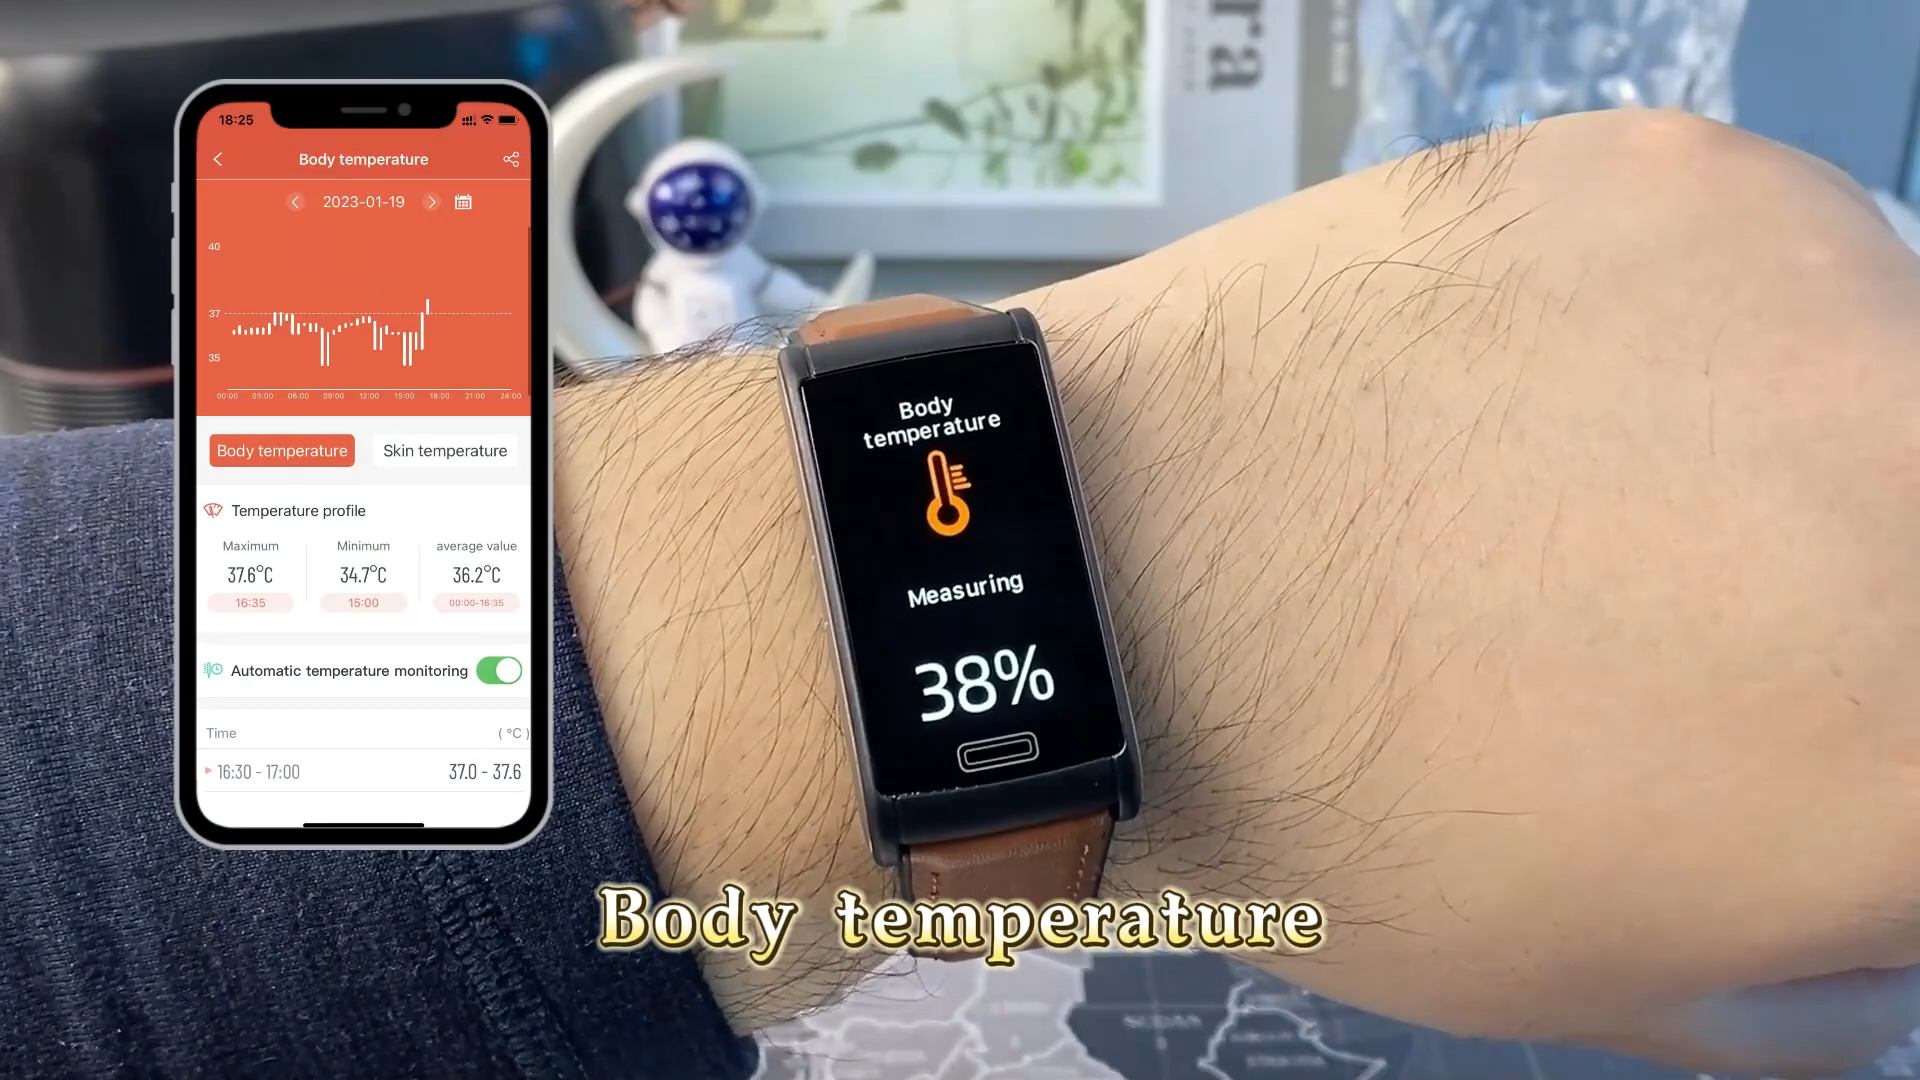 18:25
Body temperature
2023-01-19
40
37
35
00:00 03:00 06:00 09:00 12:00 15:00 18:00 21:00 24:00
Body temperature Skin temperature
Temperature profile
Maximum Minimum average value
37.6°C 34.7°C 36.2°C
16:35 15:00 00:00-16:35
Automatic temperature monitoring
Time (°C)
16:30 - 17:00 37.0 - 37.6
Body
temperature
Measuring
38%
Body temperature
ra
SUDAN